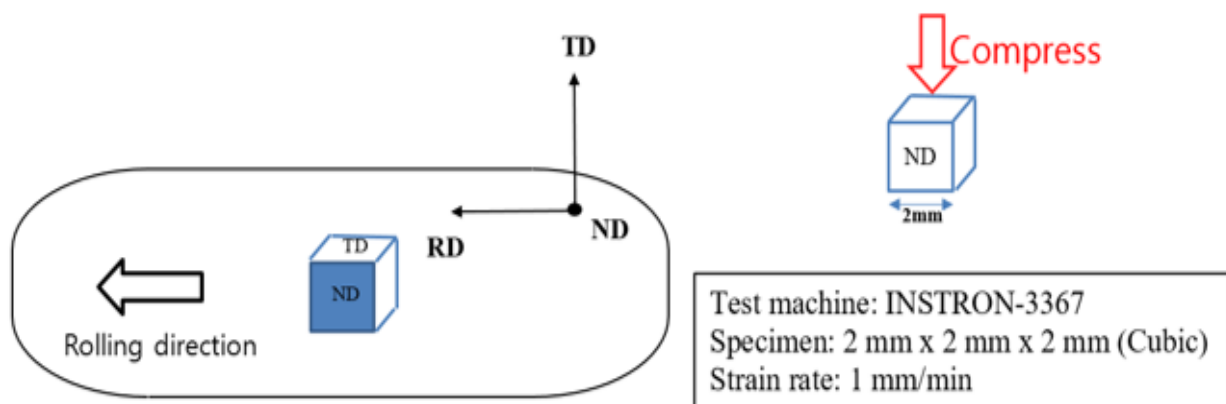 TD
Compress
ND
2mm
RD
ND
TD
ND
Rolling direction
Test machine: INSTRON-3367
Specimen: 2 mm x 2 mm x 2 mm (Cubic)
Strain rate: 1 mm/min